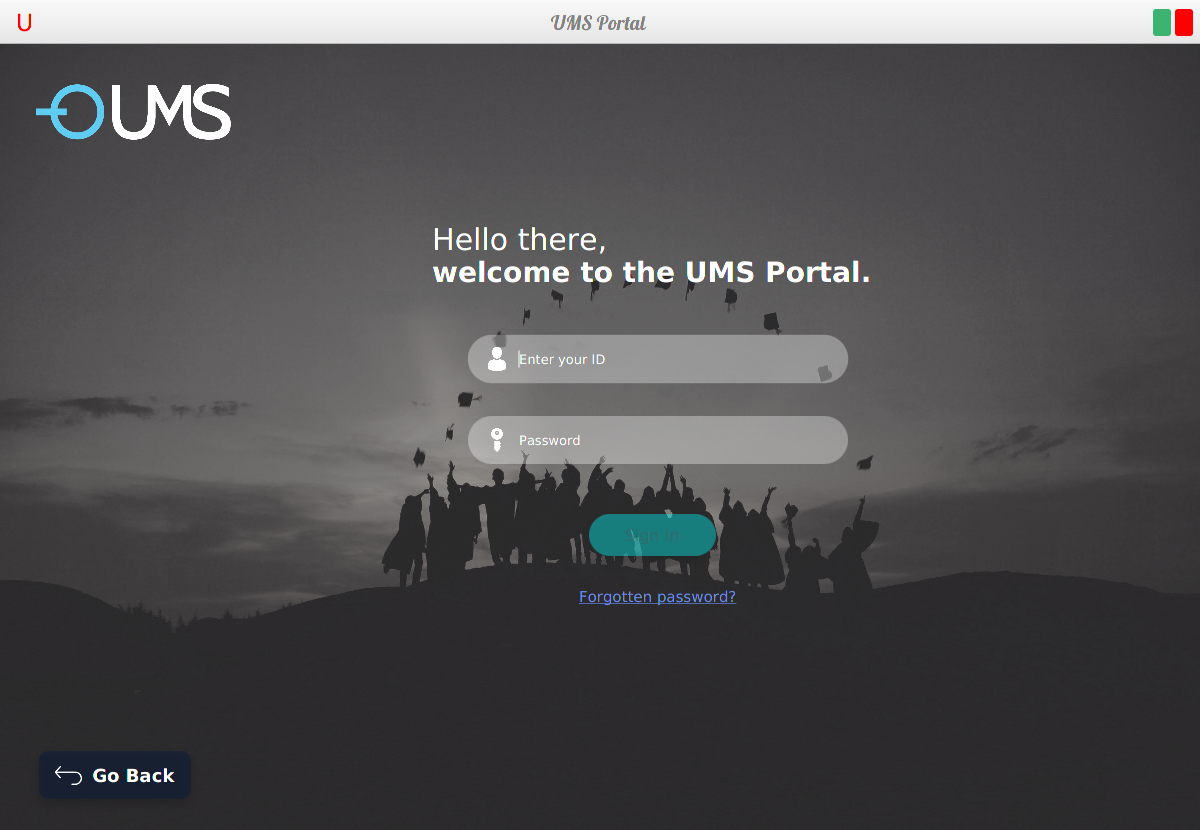 U
UMS Portal
UMS
Hello there,
welcome to the UMS Portal.
Enter your ID
Password
Sign In
Forgotten password?
Go Back